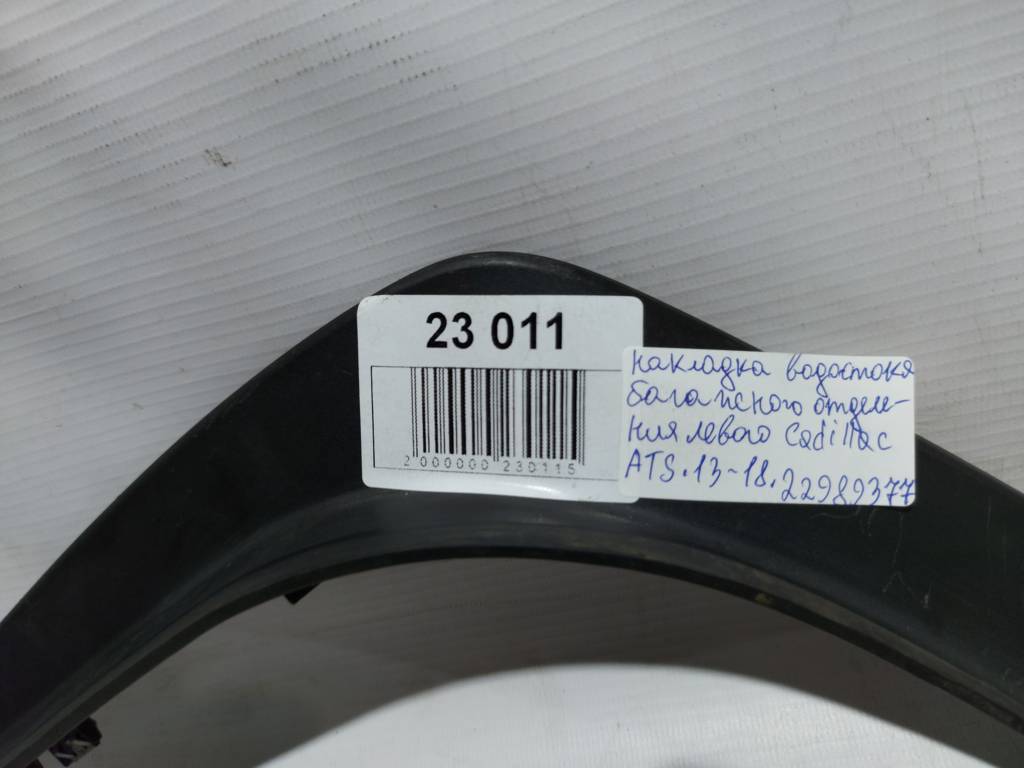 23 011
2 000000 230115
накладка водостока
багажного отделе-
ния левого Cadillac
ATS.13-18.22989377